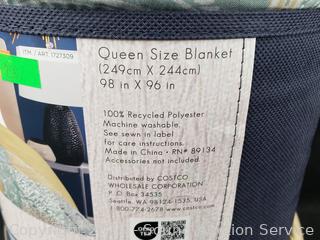 ITM. / ART. 1727309
Queen Size Blanket
(249cm X 244cm)
98 in X 96 in
100% Recycled Polyester
Machine washable.
See sewn in label
for care instructions.
Made in China • RN# 89134
Accessories not included.
Distributed by COSTCO
WHOLESALE CORPORATION
P. O. Box 34535
Seattle, WA 98124-1535, USA
1-800-774-2678 www.costco.com